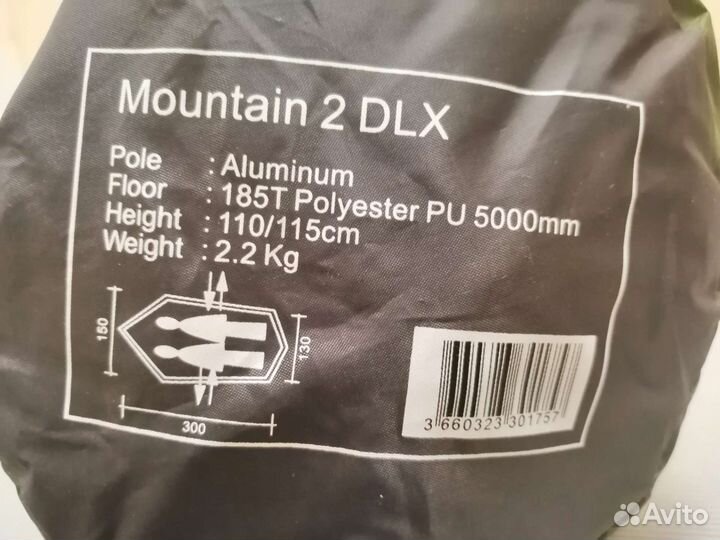 Mountain 2 DLX
Pole : Aluminum
Floor : 185T Polyester PU 5000mm
Height : 110/115cm
Weight : 2.2 Kg
150
130
300
3 660323 301757
Avito